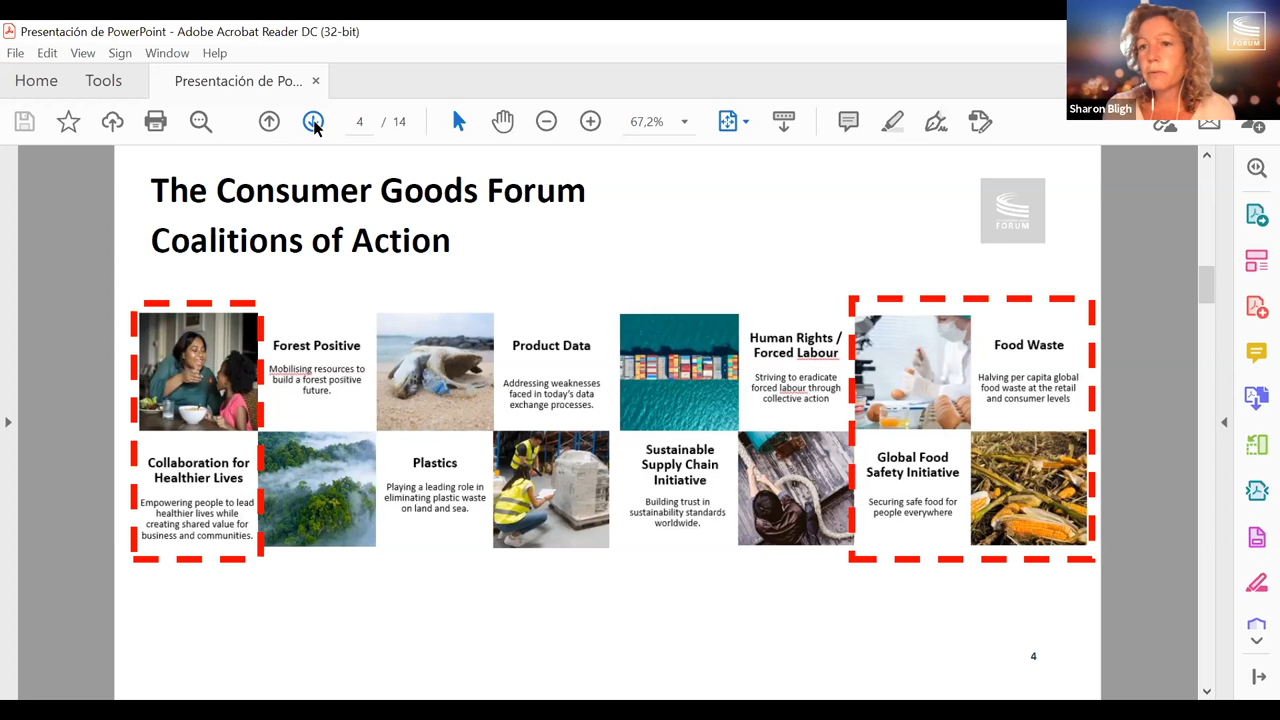 Presentación de PowerPoint - Adobe Acrobat Reader DC (32-bit)
File Edit View Sign Window Help
Home Tools Presentación de Po... ×
4 / 14 67,2%
FORUM
Sharon Bligh
The Consumer Goods Forum
Coalitions of Action
FORUM
Collaboration for
Healthier Lives
Empowering people to lead
healthier lives while
creating shared value for
business and communities.
Forest Positive
Mobilising resources to
build a forest positive
future.
Plastics
Playing a leading role in
eliminating plastic waste
on land and sea.
Product Data
Addressing weaknesses
faced in today's data
exchange processes.
Sustainable
Supply Chain
Initiative
Building trust in
sustainability standards
worldwide.
Human Rights /
Forced Labour
Striving to eradicate
forced labour through
collective action
Global Food
Safety Initiative
Securing safe food for
people everywhere
Food Waste
Halving per capita global
food waste at the retail
and consumer levels
4